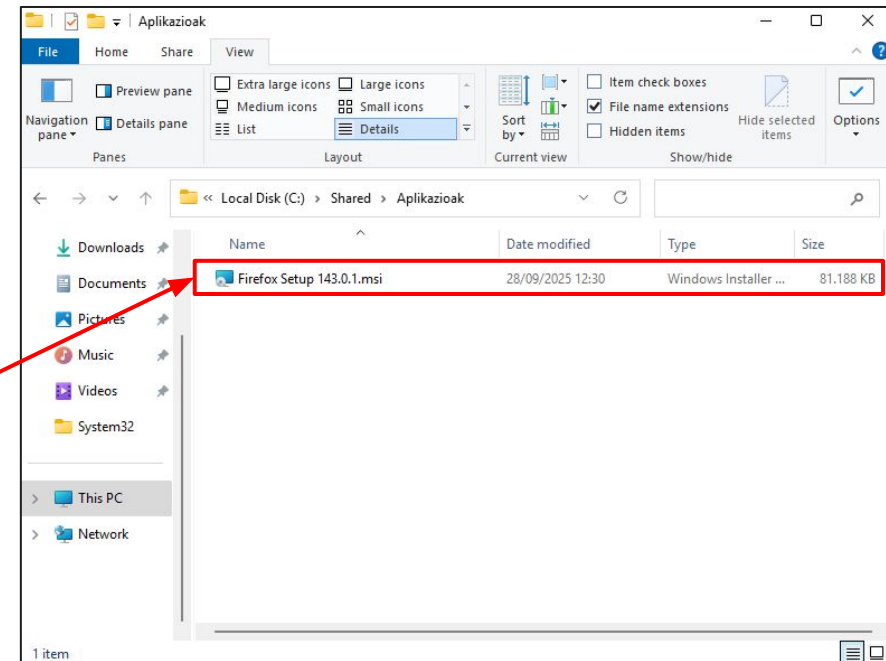 Aplikazioak
File Home Share View
Preview pane
Details pane
Navigation pane
Panes
Extra large icons Large icons
Medium icons Small icons
List Details
Layout
Sort by
Current view
Item check boxes
File name extensions
Hidden items
Hide selected items
Show/hide
Options
« Local Disk (C:) > Shared > Aplikazioak
Name Date modified Type Size
Firefox Setup 143.0.1.msi 28/09/2025 12:30 Windows Installer ... 81.188 KB
Downloads
Documents
Pictures
Music
Videos
System32
This PC
Network
1 item